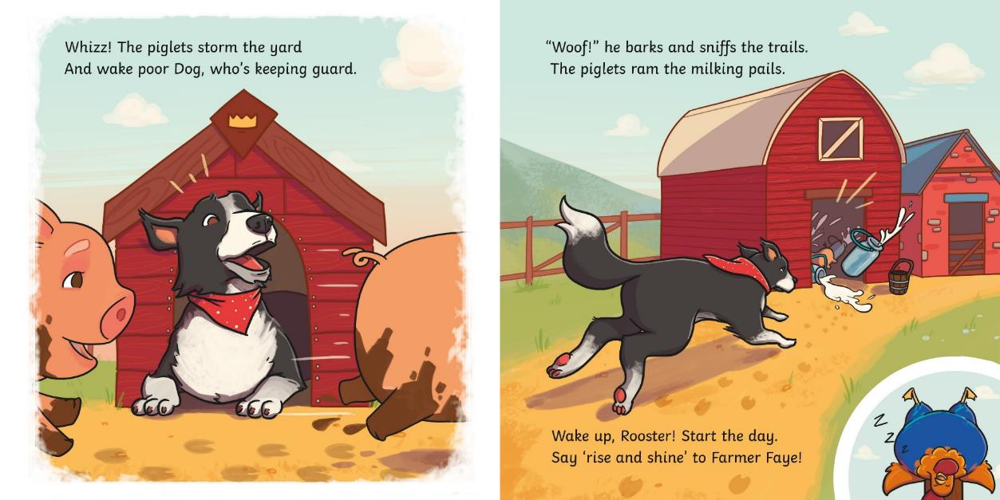 Whizz! The piglets storm the yard
And wake poor Dog, who’s keeping guard.
“Woof!” he barks and sniffs the trails.
The piglets ram the milking pails.
Wake up, Rooster! Start the day.
Say ‘rise and shine’ to Farmer Faye!
Z
Z
Z